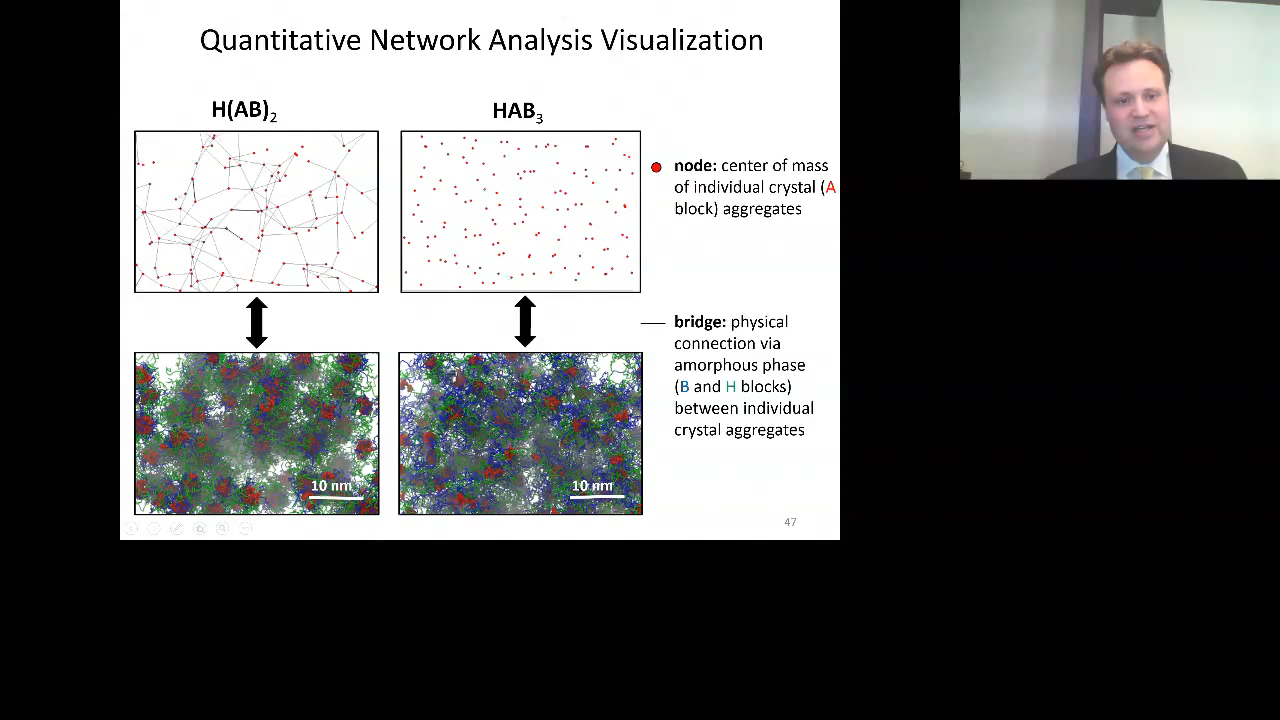 Quantitative Network Analysis Visualization
H(AB)₂
HAB₃
node: center of mass
of individual crystal (A
block) aggregates
bridge: physical
connection via
amorphous phase
(B and H blocks)
between individual
crystal aggregates
10 nm
10 nm
47